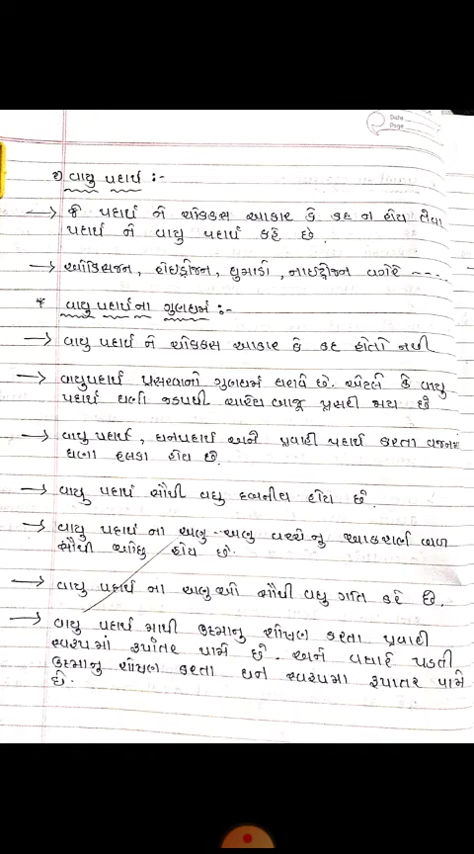 Date
Page
૨) વાયુ પદાર્થ :-
→ જે પદાર્થ ને ચોક્કસ આકાર કે કદ ન હોય તેવા
પદાર્થ ને વાયુ પદાર્થ કહે છે.
→ ઓક્સિજન, હાઇડ્રોજન, ધુમાડો, નાઇટ્રોજન વગેરે ----
* વાયુ પદાર્થના ગુણધર્મ :-
→ વાયુ પદાર્થ ને ચોક્કસ આકાર કે કદ હોતો નથી
→ વાયુપદાર્થ પ્રસરવાનો ગુણધર્મ ધરાવે છે. એટલે કે વાયુ
પદાર્થ ઘણી ઝડપથી ચારેય બાજુ પ્રસરી જાય છે
→ વાયુ પદાર્થ, ઘનપદાર્થ અને પ્રવાહી પદાર્થ કરતા વજનમાં
ઘણા હલકા હોય છે.
→ વાયુ પદાર્થ સૌથી વધુ દબનીય હોય છે.
→ વાયુ પદાર્થ ના અણુ-અણુ વચ્ચેનુ આકર્ષણ બળ
સૌથી ઓછુ હોય છે.
→ વાયુ પદાર્થ ના અણુઓ સૌથી વધુ ગતિ કરે છે.
→ વાયુ પદાર્થ માથી ઉષ્માનુ શોષણ કરતા પ્રવાહી
સ્વરૂપમાં રૂપાંતર પામે છે. અને વધારે પડતી
ઉષ્માનુ શોષણ કરતા ઘન સ્વરૂપમા રૂપાતર પામે
છે.